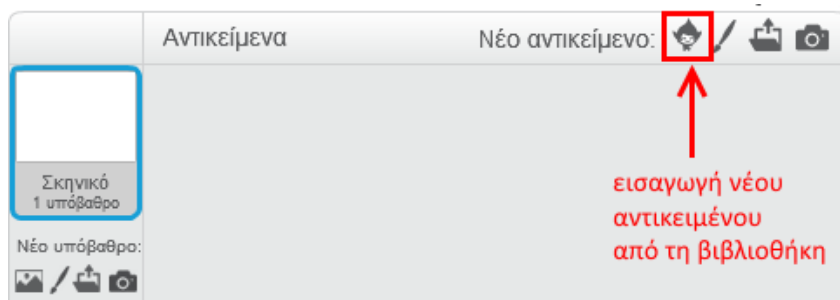 Αντικείμενα
Νέο αντικείμενο:
Σκηνικό
1 υπόβαθρο
Νέο υπόβαθρο:
εισαγωγή νέου
αντικειμένου
από τη βιβλιοθήκη